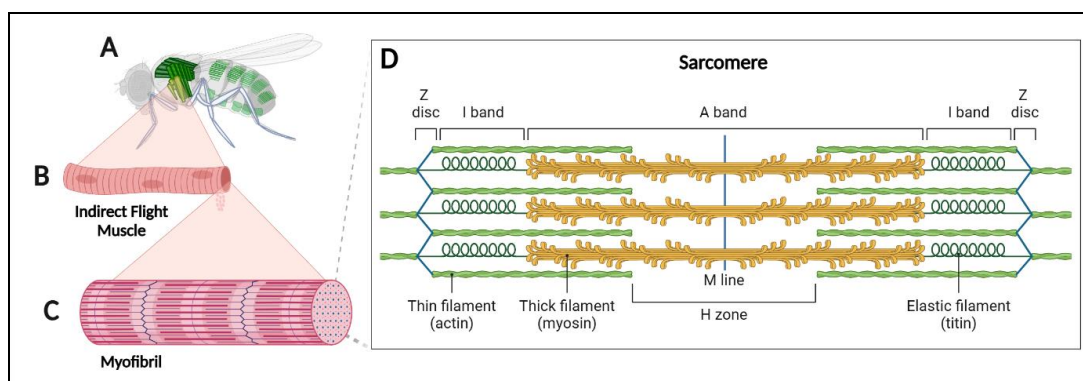 A
B
Indirect Flight
Muscle
C
Myofibril
D
Sarcomere
Z
disc
I band
A band
I band
Z
disc
M line
H zone
Thin filament
(actin)
Thick filament
(myosin)
Elastic filament
(titin)